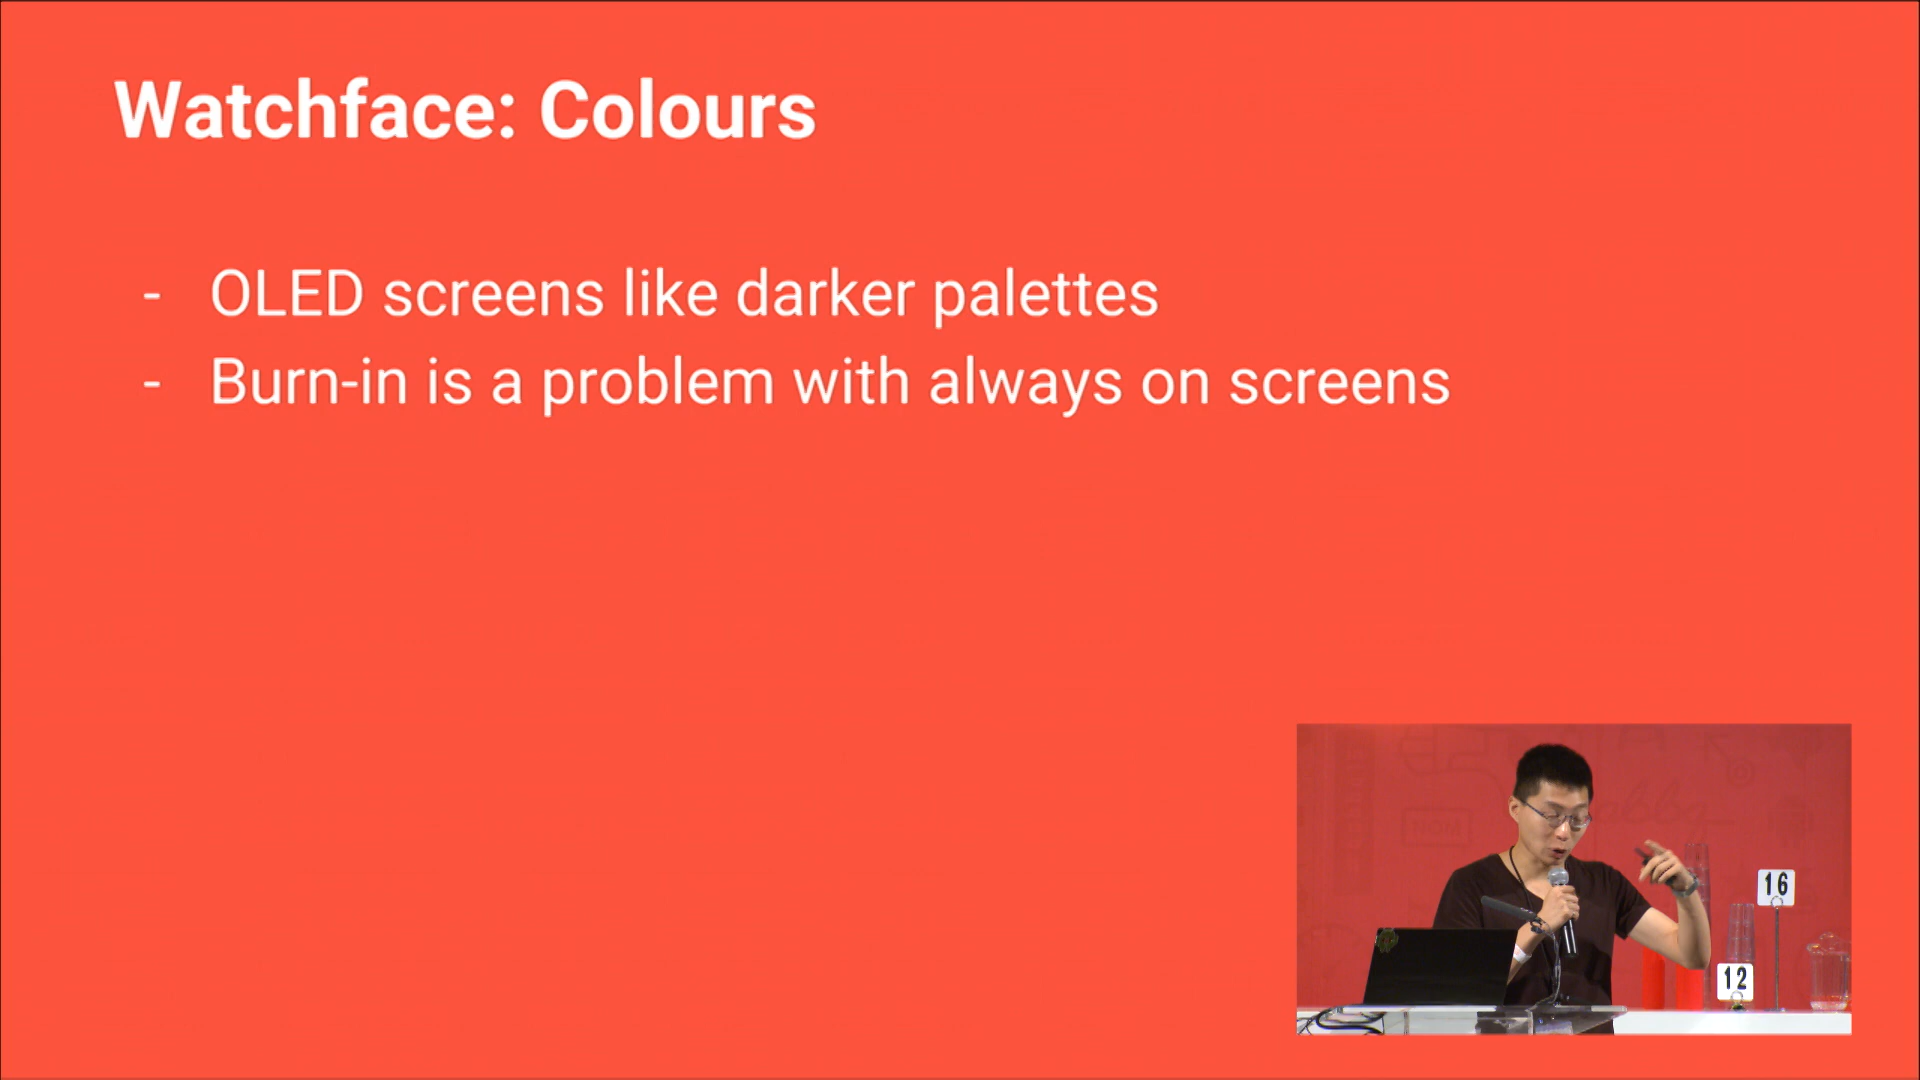 Watchface: Colours
- OLED screens like darker palettes
- Burn-in is a problem with always on screens
16
12